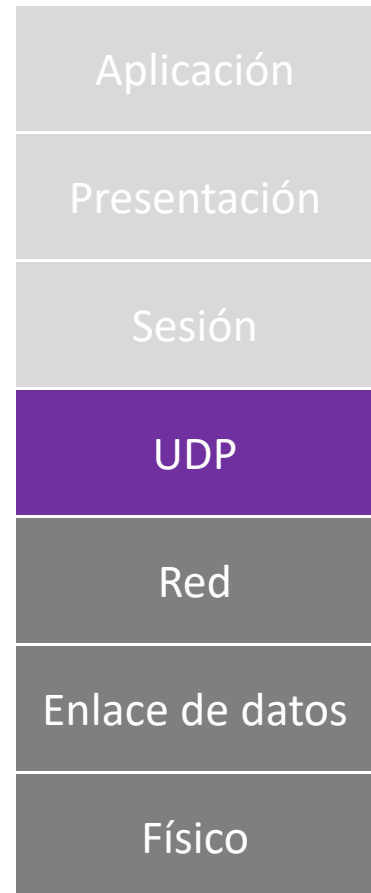 Aplicación
Presentación
Sesión
UDP
Red
Enlace de datos
Físico